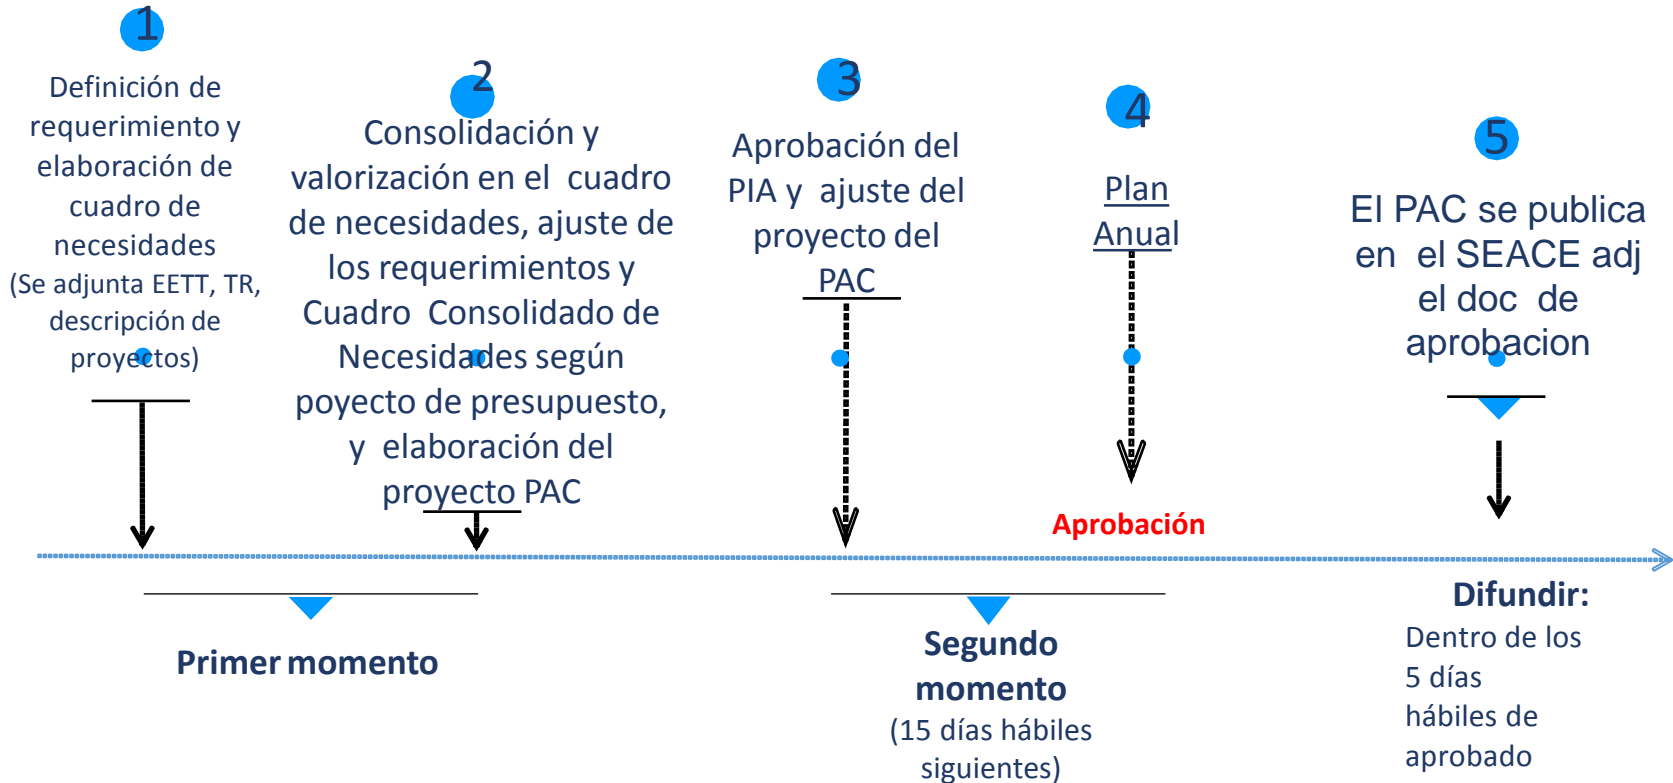 1
Definición de
requerimiento y
elaboración de
cuadro de
necesidades
(Se adjunta EETT, TR,
descripción de
proyectos)
2
Consolidación y
valorización en el cuadro
de necesidades, ajuste de
los requerimientos y
Cuadro Consolidado de
Necesidades según
poyecto de presupuesto,
y elaboración del
proyecto PAC
3
Aprobación del
PIA y ajuste del
proyecto del
PAC
4
Plan
Anual
Aprobación
5
El PAC se publica
en el SEACE adj
el doc de
aprobacion
Primer momento
Segundo
momento
(15 días hábiles
siguientes)
Difundir:
Dentro de los
5 días
hábiles de
aprobado